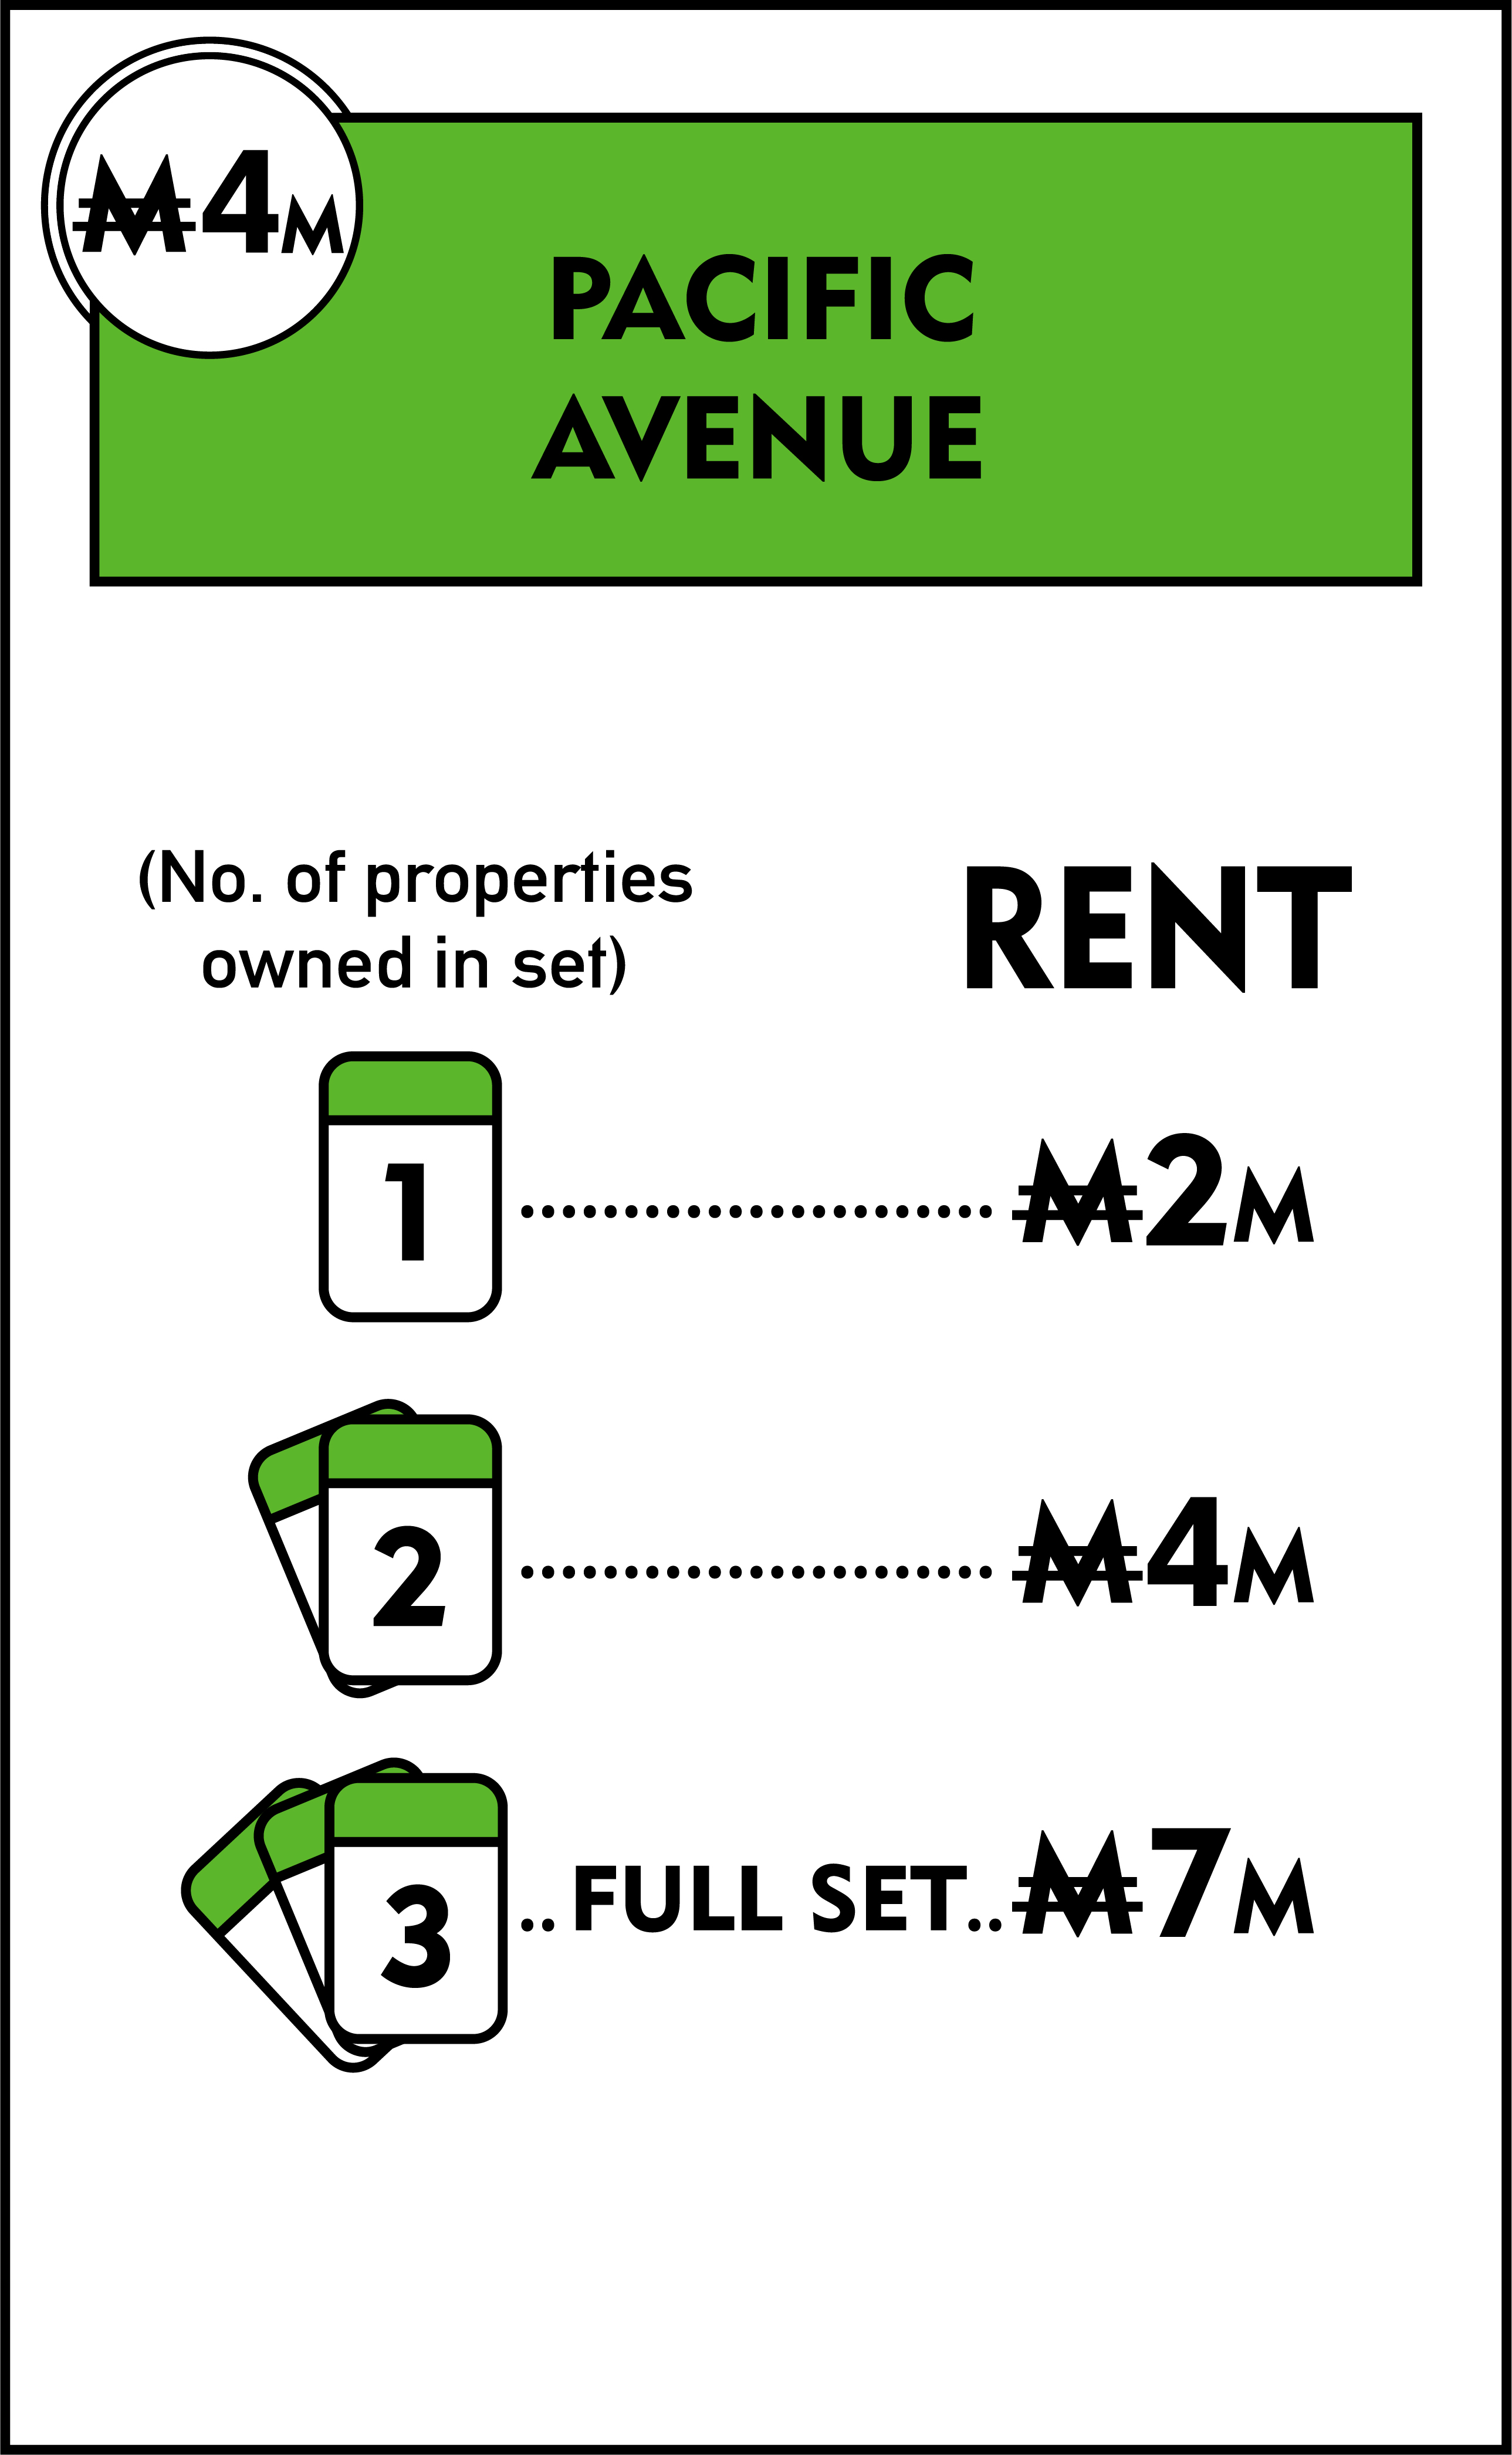 ₩4M
PACIFIC
AVENUE
(No. of properties
owned in set)
RENT
1 ....................... ₩2M
2 ....................... ₩4M
3 ..FULL SET.. ₩7M